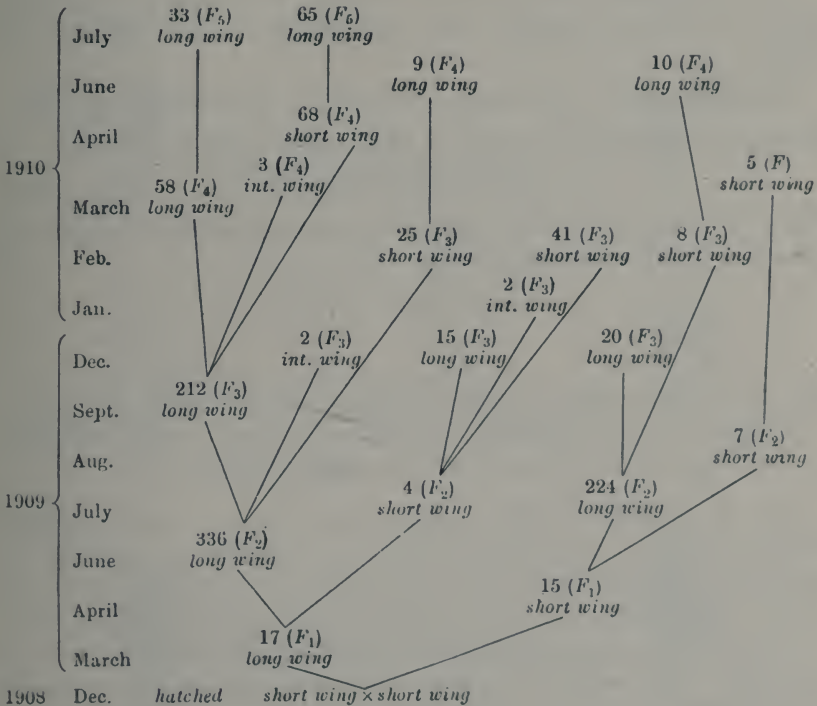 33 (F₅) 65 (F₅)
July long wing long wing
9 (F₄) 10 (F₄)
June long wing long wing
68 (F₄)
April short wing
3 (F₄) 5 (F)
1910 int. wing short wing
58 (F₄)
March long wing
25 (F₃) 41 (F₃) 8 (F₃)
Feb. short wing short wing short wing
2 (F₃)
Jan. int. wing
2 (F₃) 15 (F₃) 20 (F₃)
Dec. int. wing long wing long wing
212 (F₃)
Sept. long wing
7 (F₂)
Aug. short wing
4 (F₂) 224 (F₂)
1909 July short wing long wing
336 (F₂)
June long wing
15 (F₁)
April short wing
17 (F₁)
March long wing
1908 Dec. hatched short wing × short wing